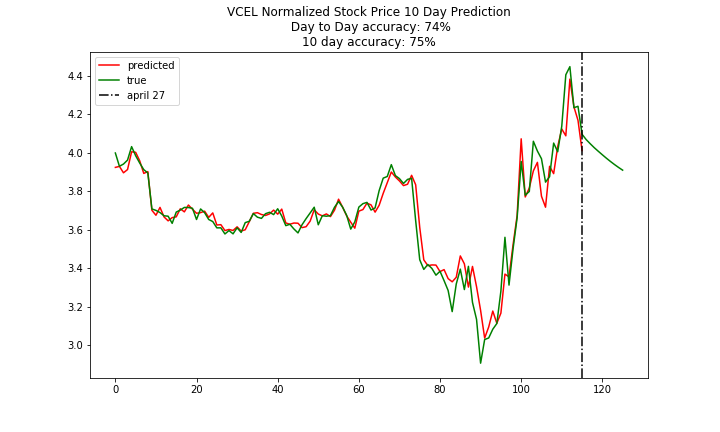 VCEL Normalized Stock Price 10 Day Prediction
Day to Day accuracy: 74%
10 day accuracy: 75%
predicted
true
april 27
4.4
4.2
4.0
3.8
3.6
3.4
3.2
3.0
0 20 40 60 80 100 120